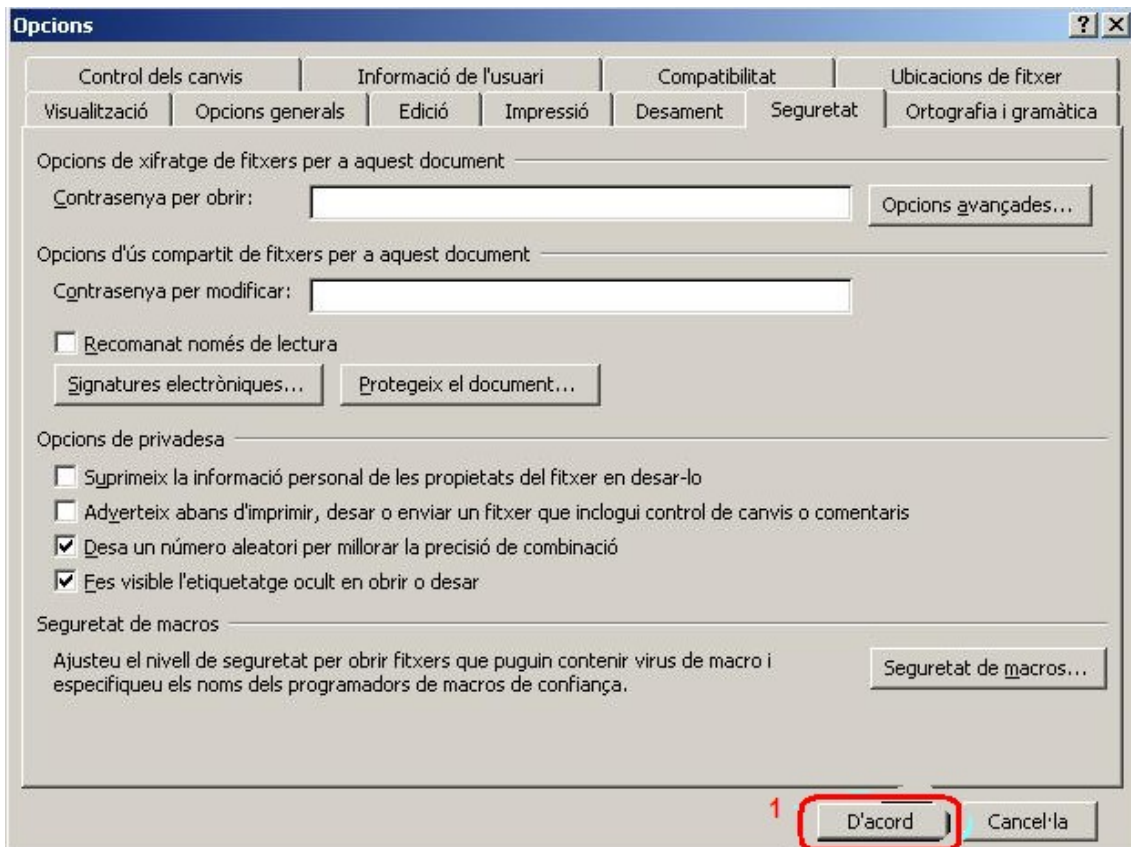 Opcions
Control dels canvis Informació de l'usuari Compatibilitat Ubicacions de fitxer
Visualització Opcions generals Edició Impressió Desament Seguretat Ortografia i gramàtica
Opcions de xifratge de fitxers per a aquest document
Contrasenya per obrir: Opcions avançades...
Opcions d'ús compartit de fitxers per a aquest document
Contrasenya per modificar:
Recomanat només de lectura
Signatures electròniques... Protegeix el document...
Opcions de privadesa
Suprimeix la informació personal de les propietats del fitxer en desar-lo
Adverteix abans d'imprimir, desar o enviar un fitxer que inclogui control de canvis o comentaris
Desa un número aleatori per millorar la precisió de combinació
Fes visible l'etiquetatge ocult en obrir o desar
Seguretat de macros
Ajusteu el nivell de seguretat per obrir fitxers que puguin contenir virus de macro i
especifiqueu els noms dels programadors de macros de confiança.
Seguretat de macros...
1 D'acord Cancel·la